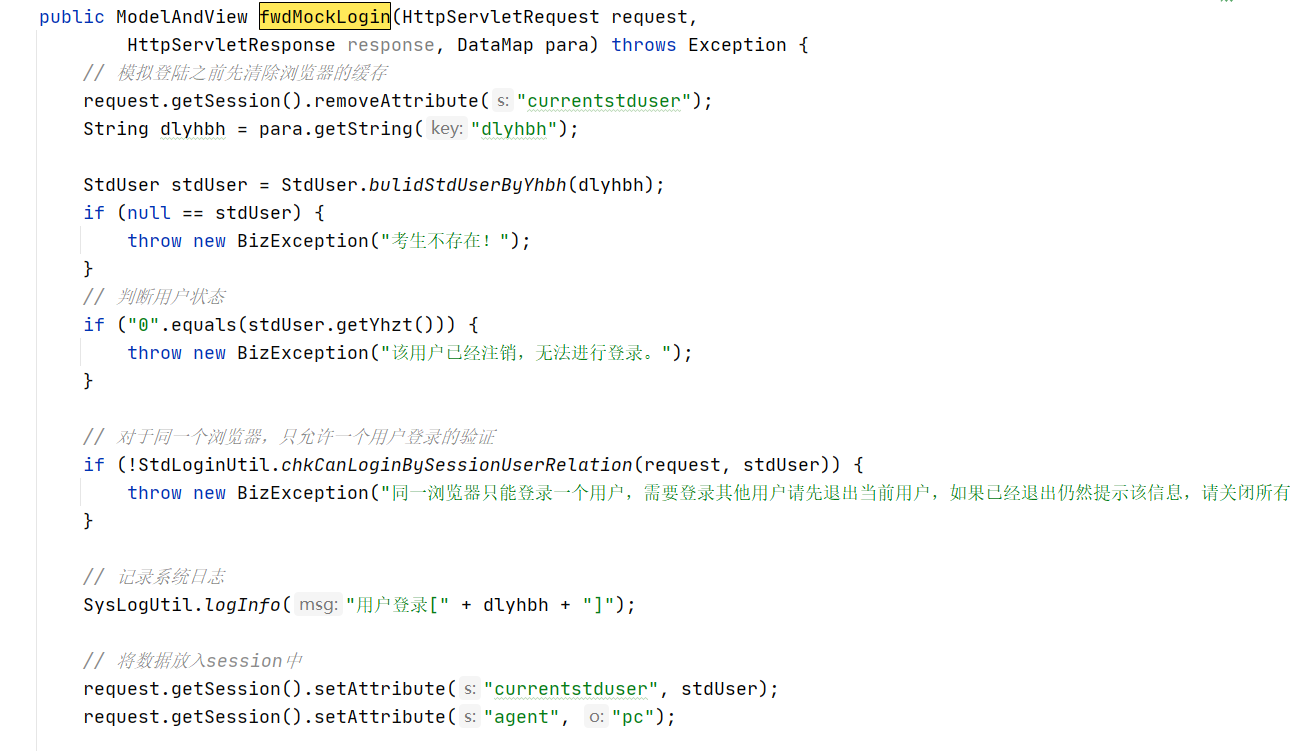 public ModelAndView fwdMockLogin(HttpServletRequest request,
HttpServletResponse response, DataMap para) throws Exception {
// 模拟登陆之前先清除浏览器的缓存
request.getSession().removeAttribute( s: "currentstduser");
String dlyhbh = para.getString( key: "dlyhbh");
StdUser stdUser = StdUser.bulidStdUserByYhbh(dlyhbh);
if (null == stdUser) {
throw new BizException("考生不存在！");
}
// 判断用户状态
if ("0".equals(stdUser.getYhzt())) {
throw new BizException("该用户已经注销，无法进行登录。");
}
// 对于同一个浏览器，只允许一个用户登录的验证
if (!StdLoginUtil.chkCanLoginBySessionUserRelation(request, stdUser)) {
throw new BizException("同一浏览器只能登录一个用户，需要登录其他用户请先退出当前用户，如果已经退出仍然提示该信息，请关闭所有
}
// 记录系统日志
SysLogUtil.logInfo( msg: "用户登录[" + dlyhbh + "]");
// 将数据放入session中
request.getSession().setAttribute( s: "currentstduser", stdUser);
request.getSession().setAttribute( s: "agent", o: "pc");